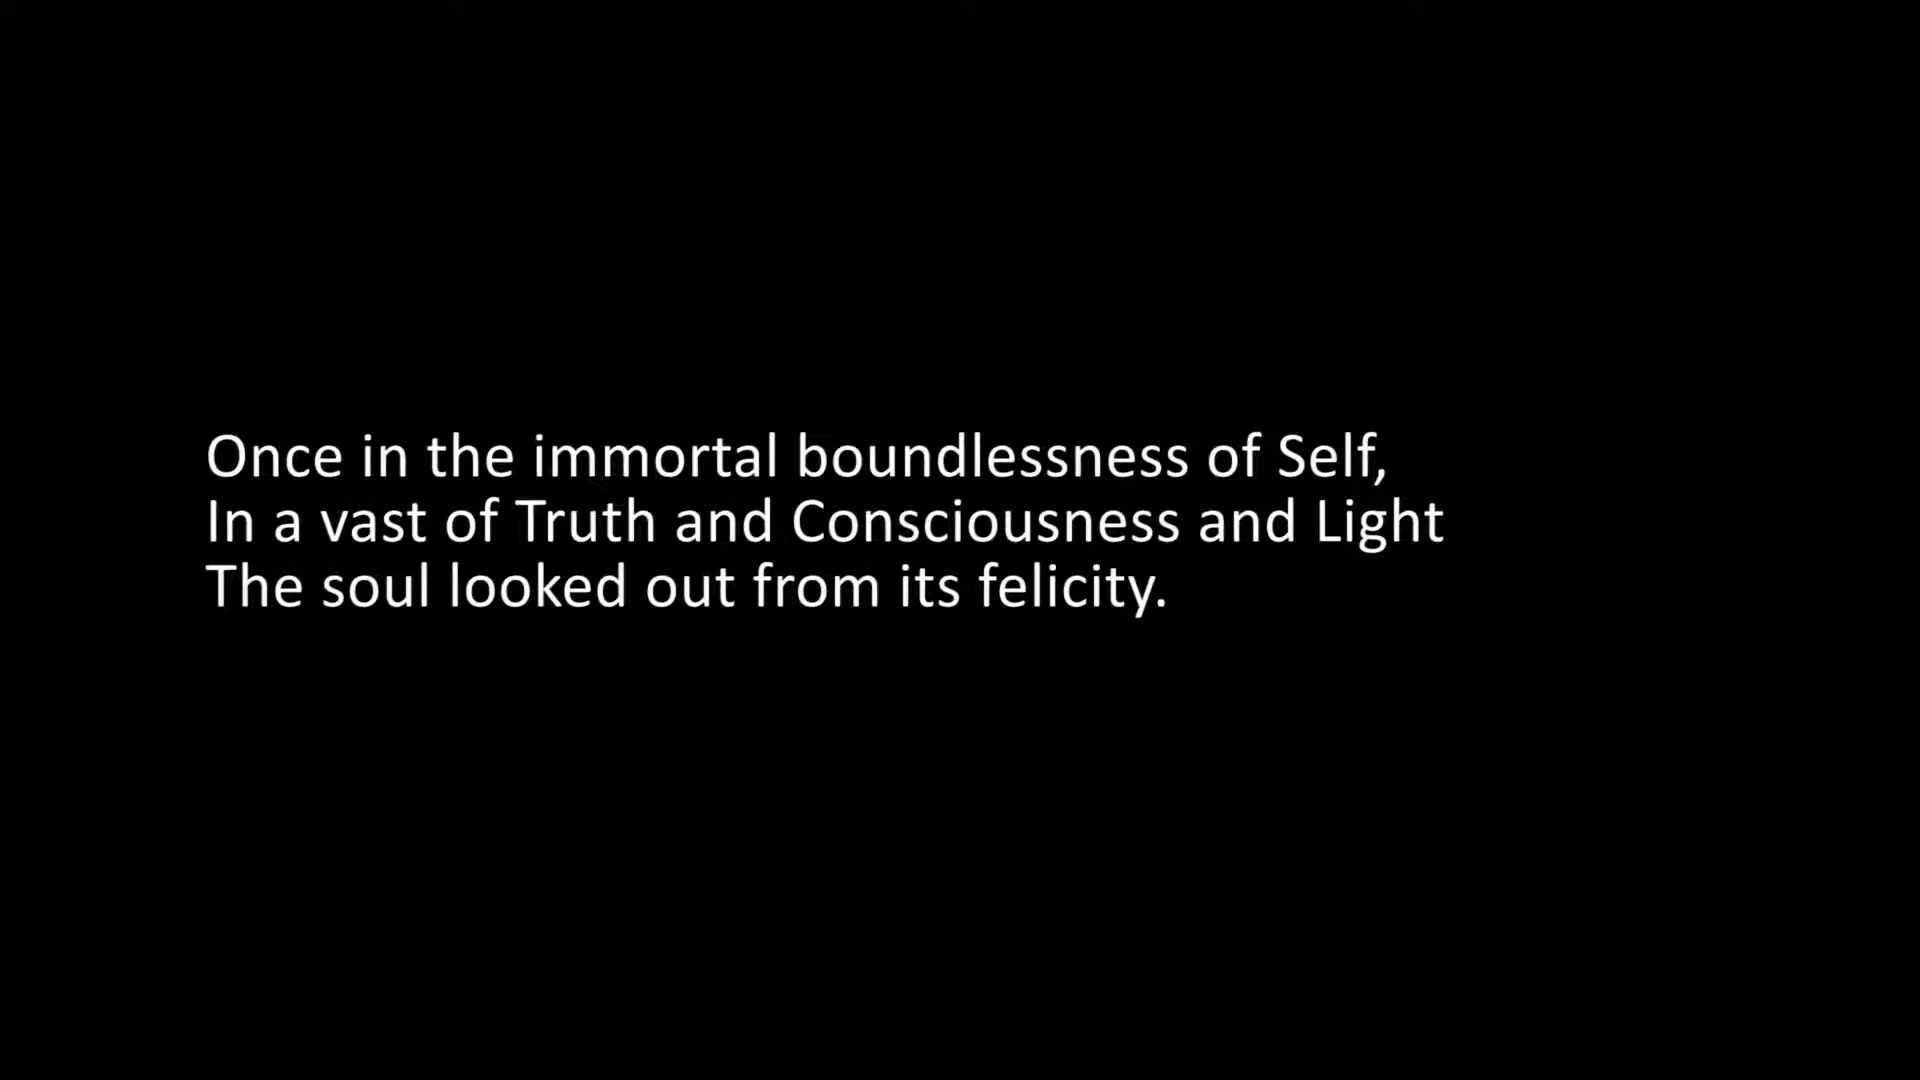 Once in the immortal boundlessness of Self,
In a vast of Truth and Consciousness and Light
The soul looked out from its felicity.